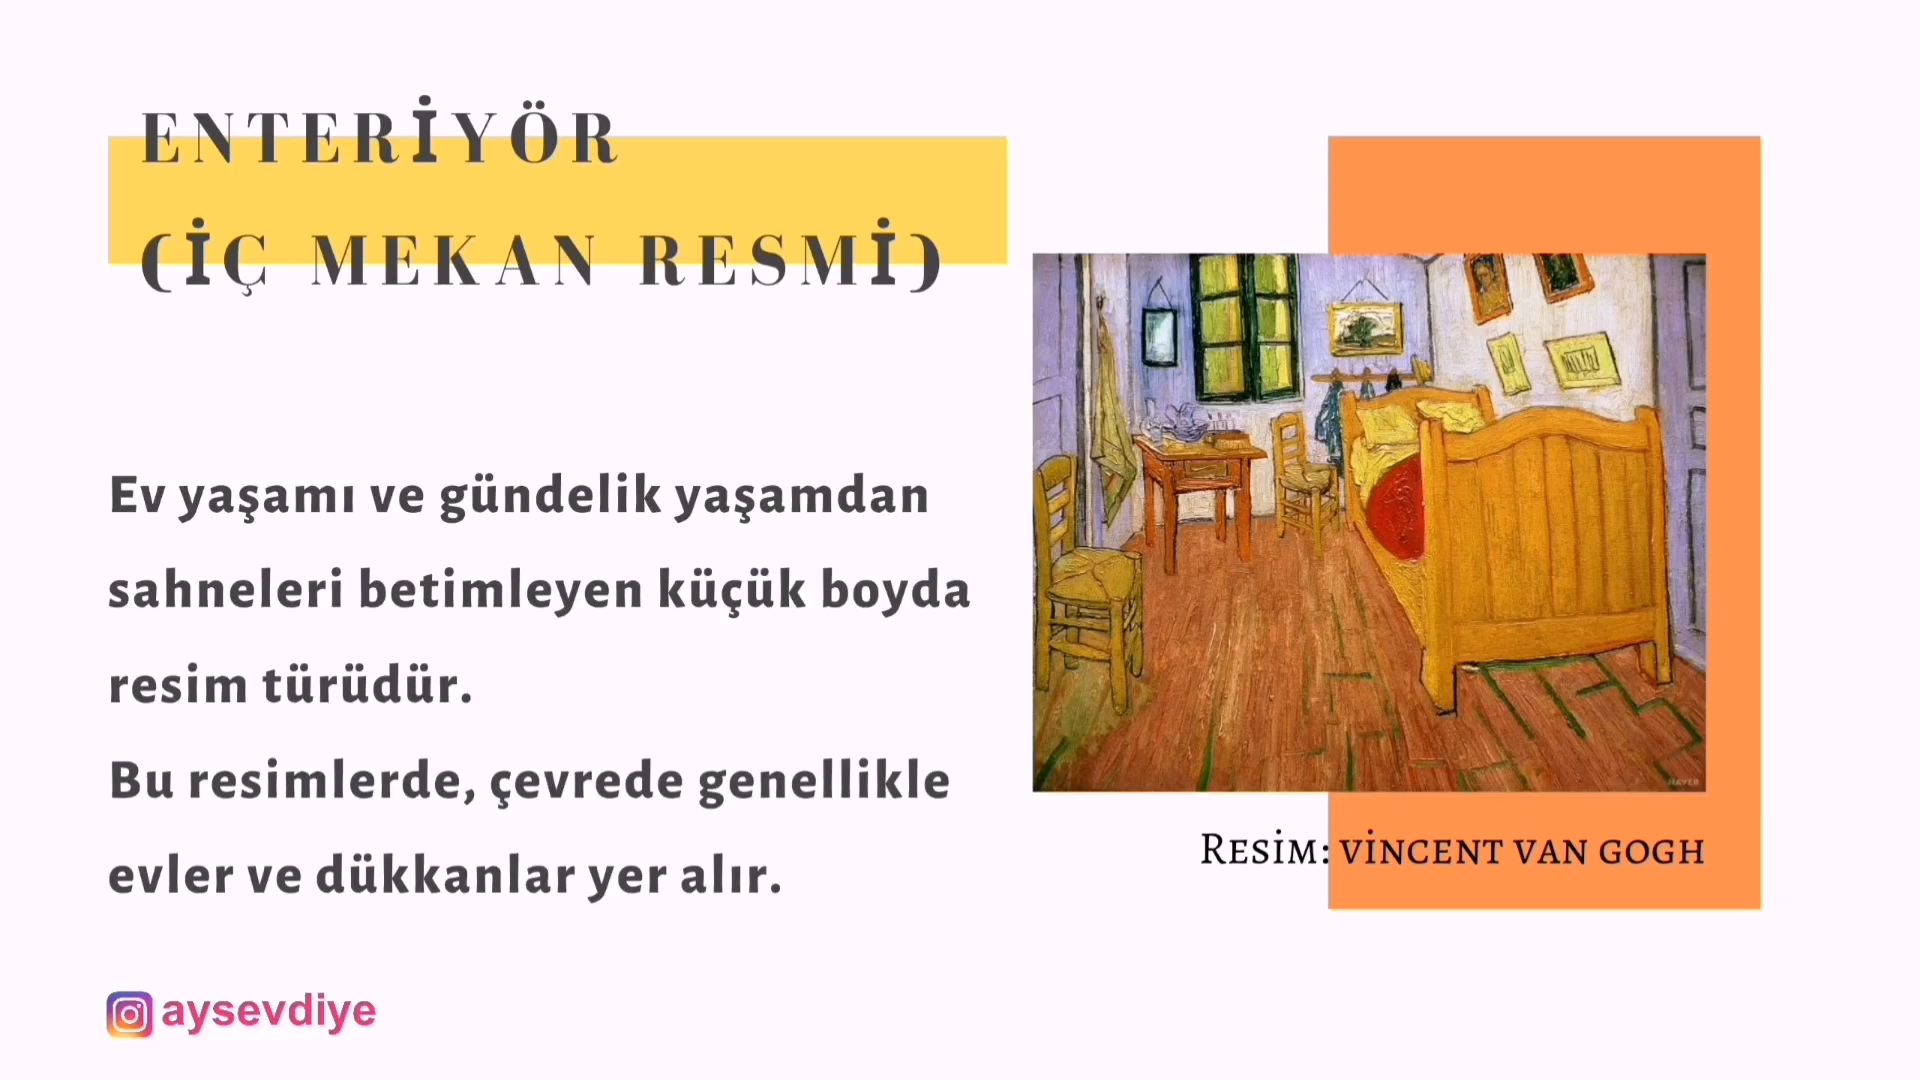 ENTERİYÖR
(İÇ MEKAN RESMİ)
Ev yaşamı ve gündelik yaşamdan
sahneleri betimleyen küçük boyda
resim türüdür.
Bu resimlerde, çevrede genellikle
evler ve dükkanlar yer alır.
Resİm: vİncent van gogh
aysevdiye